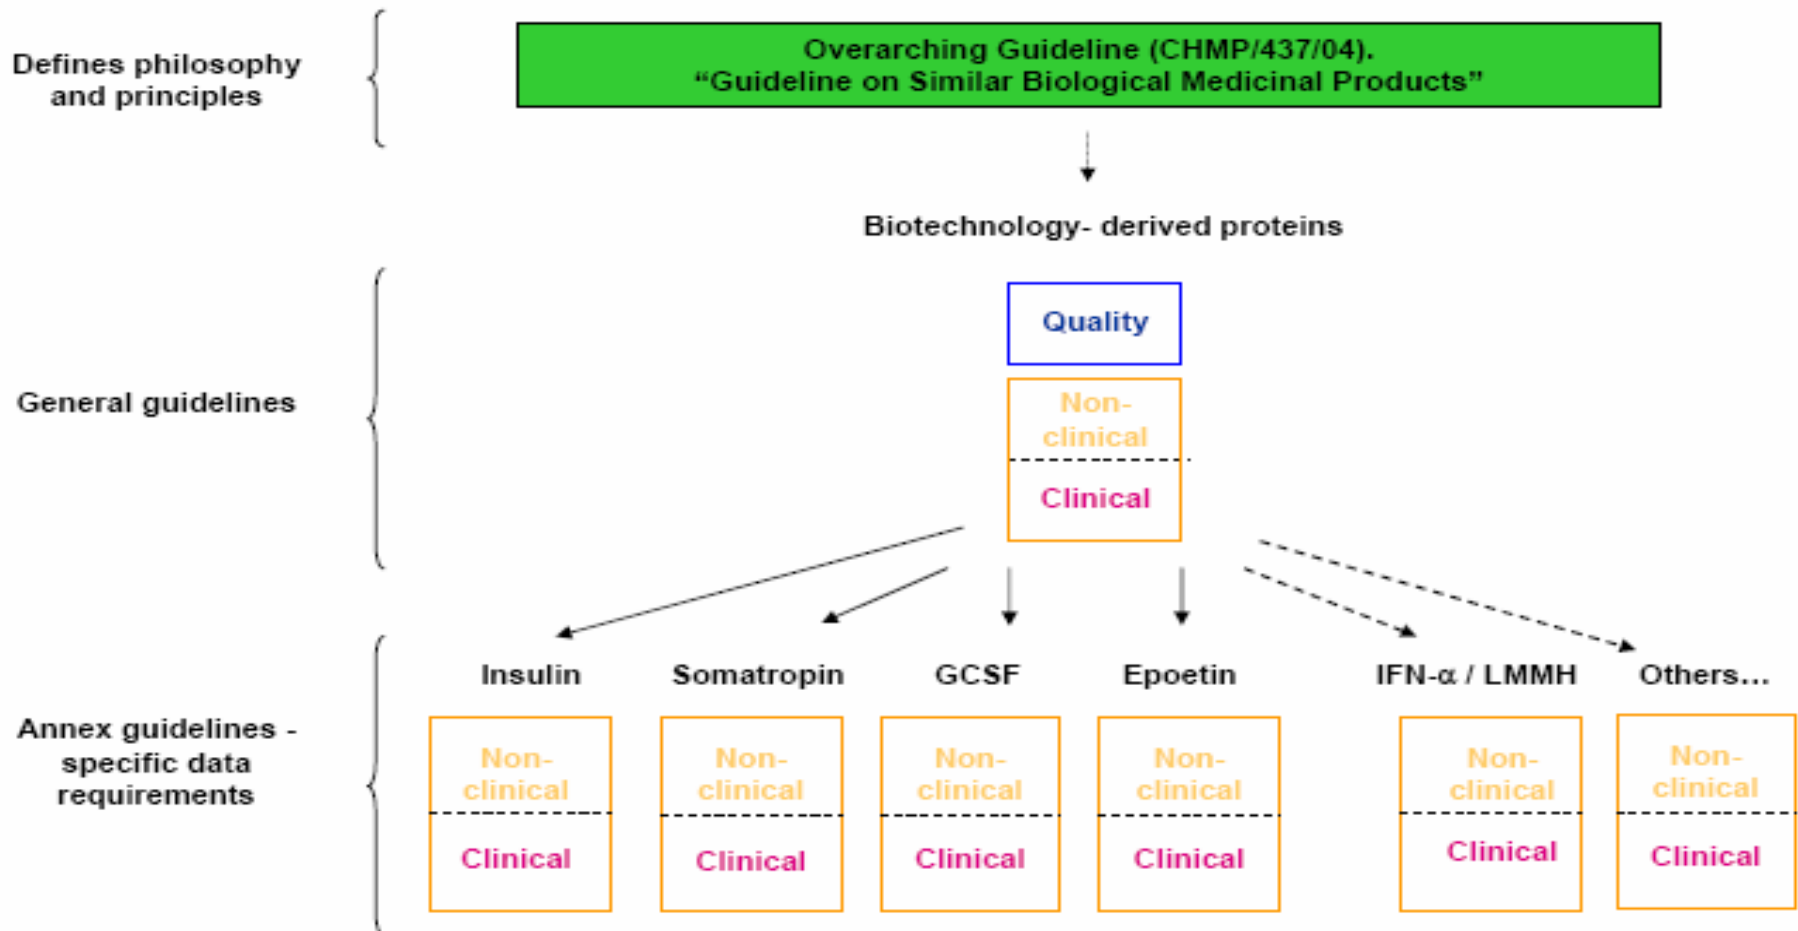 Defines philosophy
and principles
Overarching Guideline (CHMP/437/04).
“Guideline on Similar Biological Medicinal Products”
Biotechnology- derived proteins
General guidelines
Quality
Non-
clinical
Clinical
Annex guidelines -
specific data
requirements
Insulin
Non-
clinical
Clinical
Somatropin
Non-
clinical
Clinical
GCSF
Non-
clinical
Clinical
Epoetin
Non-
clinical
Clinical
IFN-α / LMMH
Non-
clinical
Clinical
Others...
Non-
clinical
Clinical